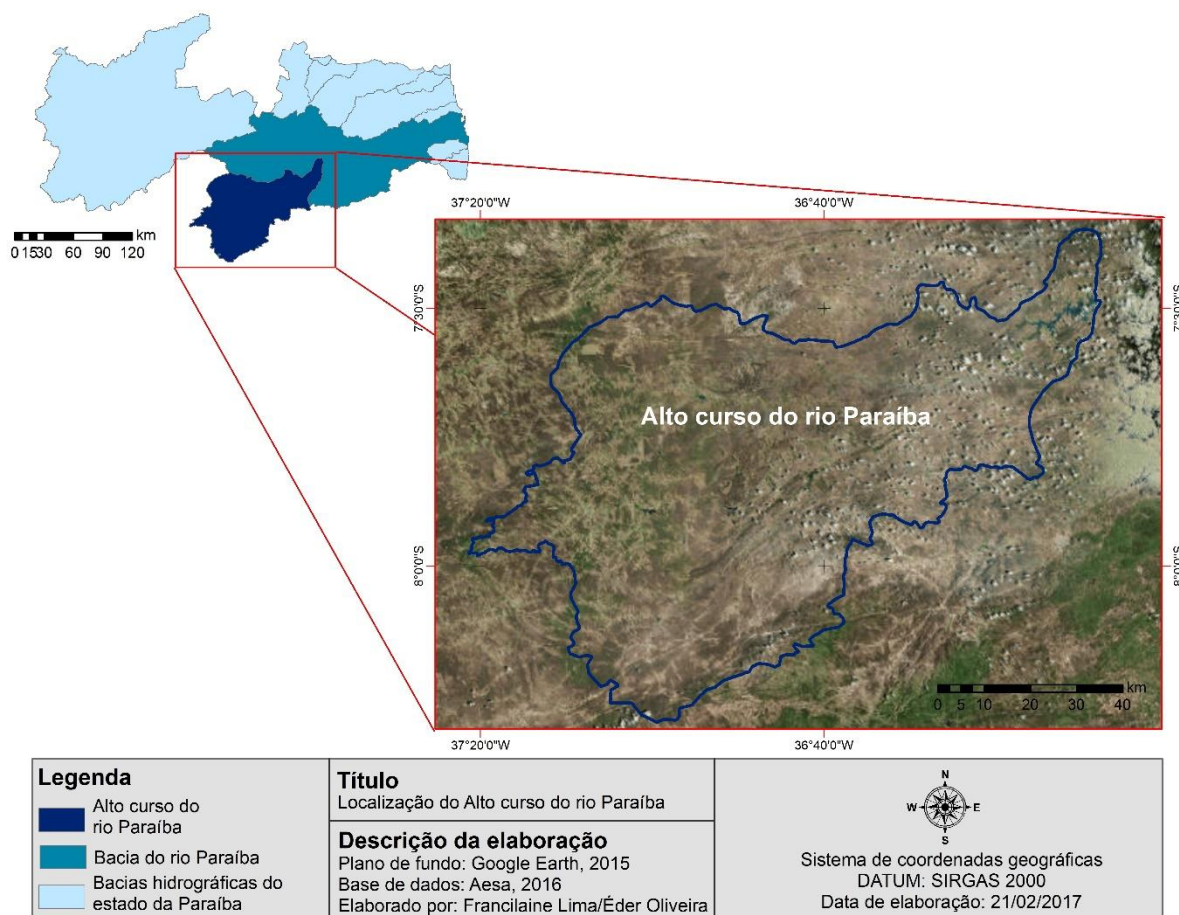 km
0 15 30 60 90 120
37°20'0"W
36°40'0"W
7°30'0"S
7°30'0"S
Alto curso do rio Paraíba
8°0'0"S
8°0'0"S
km
0 5 10 20 30 40
37°20'0"W
36°40'0"W
Legenda
Alto curso do
rio Paraíba
Bacia do rio Paraíba
Bacias hidrográficas do
estado da Paraíba
Título
Localização do Alto curso do rio Paraíba
Descrição da elaboração
Plano de fundo: Google Earth, 2015
Base de dados: Aesa, 2016
Elaborado por: Francilaine Lima/Éder Oliveira
N
W E
S
Sistema de coordenadas geográficas
DATUM: SIRGAS 2000
Data de elaboração: 21/02/2017